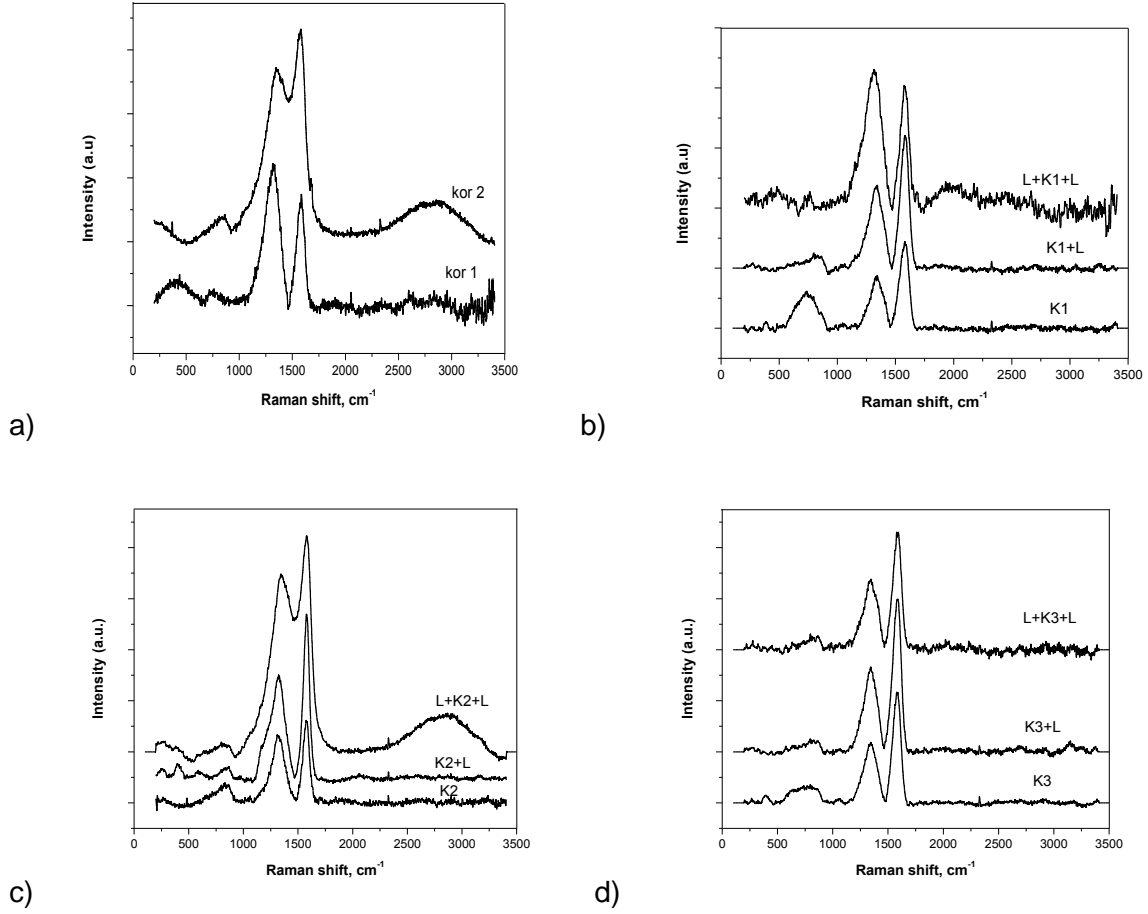 kor 2
kor 1
Intensity (a.u)
0 500 1000 1500 2000 2500 3000 3500
Raman shift, cm-1
a)
L+K1+L
K1+L
K1
Intensity (a.u)
0 500 1000 1500 2000 2500 3000 3500
Raman shift, cm-1
b)
L+K2+L
K2+L
K2
Intensity (a.u.)
0 500 1000 1500 2000 2500 3000 3500
Raman shift, cm-1
c)
L+K3+L
K3+L
K3
Intensity (a.u.)
0 500 1000 1500 2000 2500 3000 3500
Raman shift, cm-1
d)